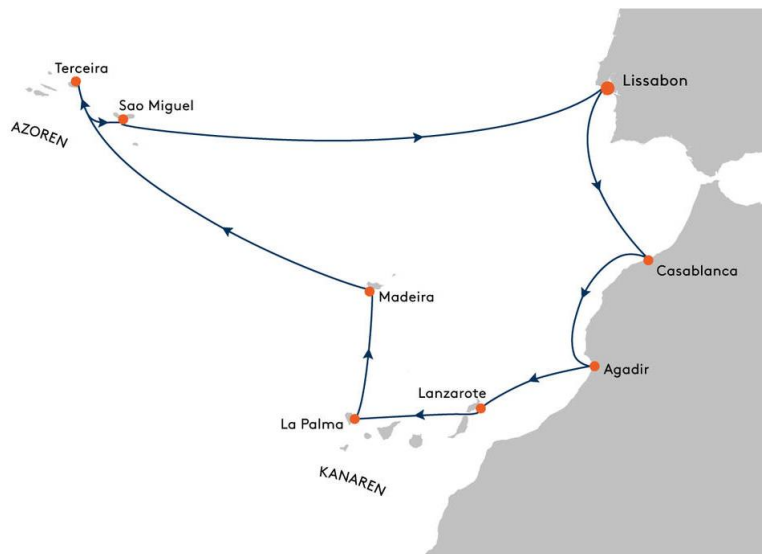 Terceira
Sao Miguel
AZOREN
Lissabon
Casablanca
Madeira
Agadir
Lanzarote
La Palma
KANAREN